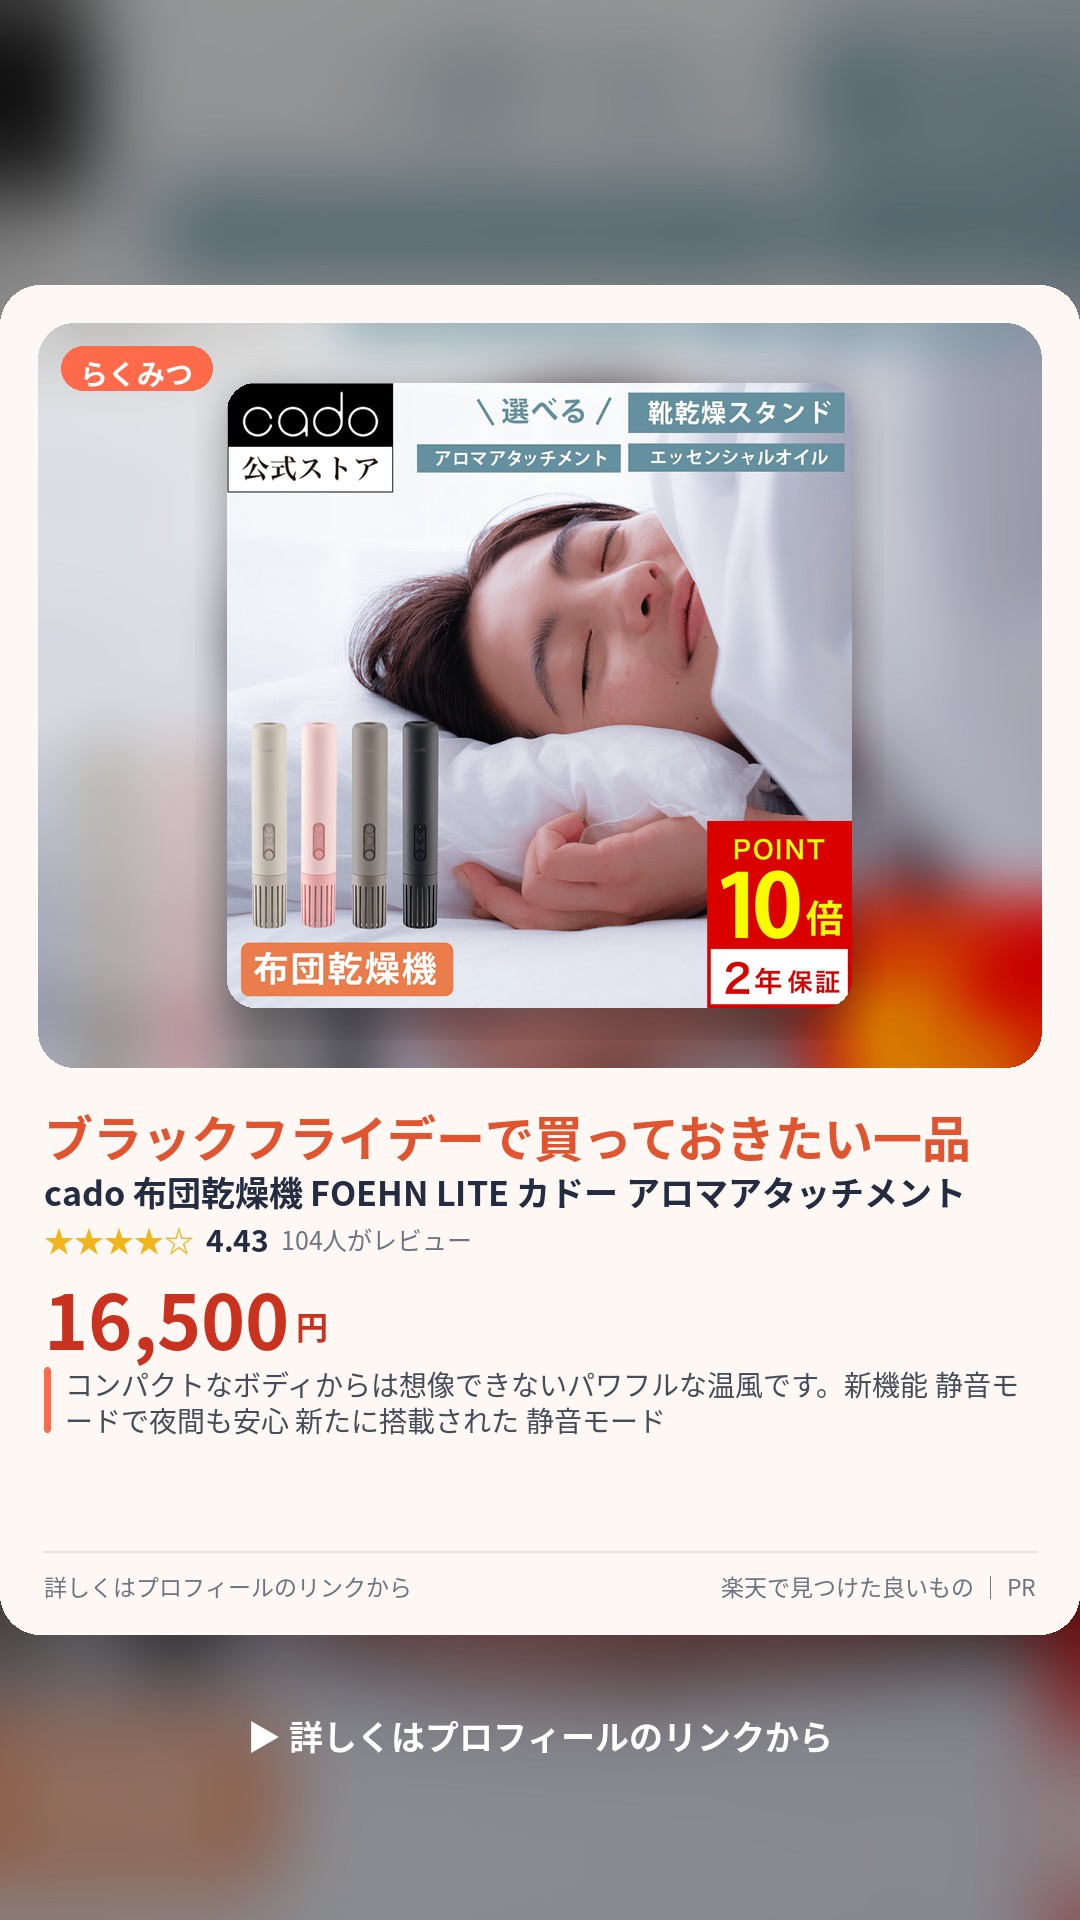 らくみつ
cado
公式ストア
\ 選べる /
靴乾燥スタンド
アロマアタッチメント
エッセンシャルオイル
POINT
10倍
2年保証
布団乾燥機
ブラックフライデーで買っておきたい一品
cado 布団乾燥機 FOEHN LITE カドー アロマアタッチメント
★★★★☆ 4.43 104人がレビュー
16,500円
コンパクトなボディからは想像できないパワフルな温風です。新機能 静音モ
ードで夜間も安心 新たに搭載された 静音モード
詳しくはプロフィールのリンクから
楽天で見つけた良いもの｜PR
▶ 詳しくはプロフィールのリンクから